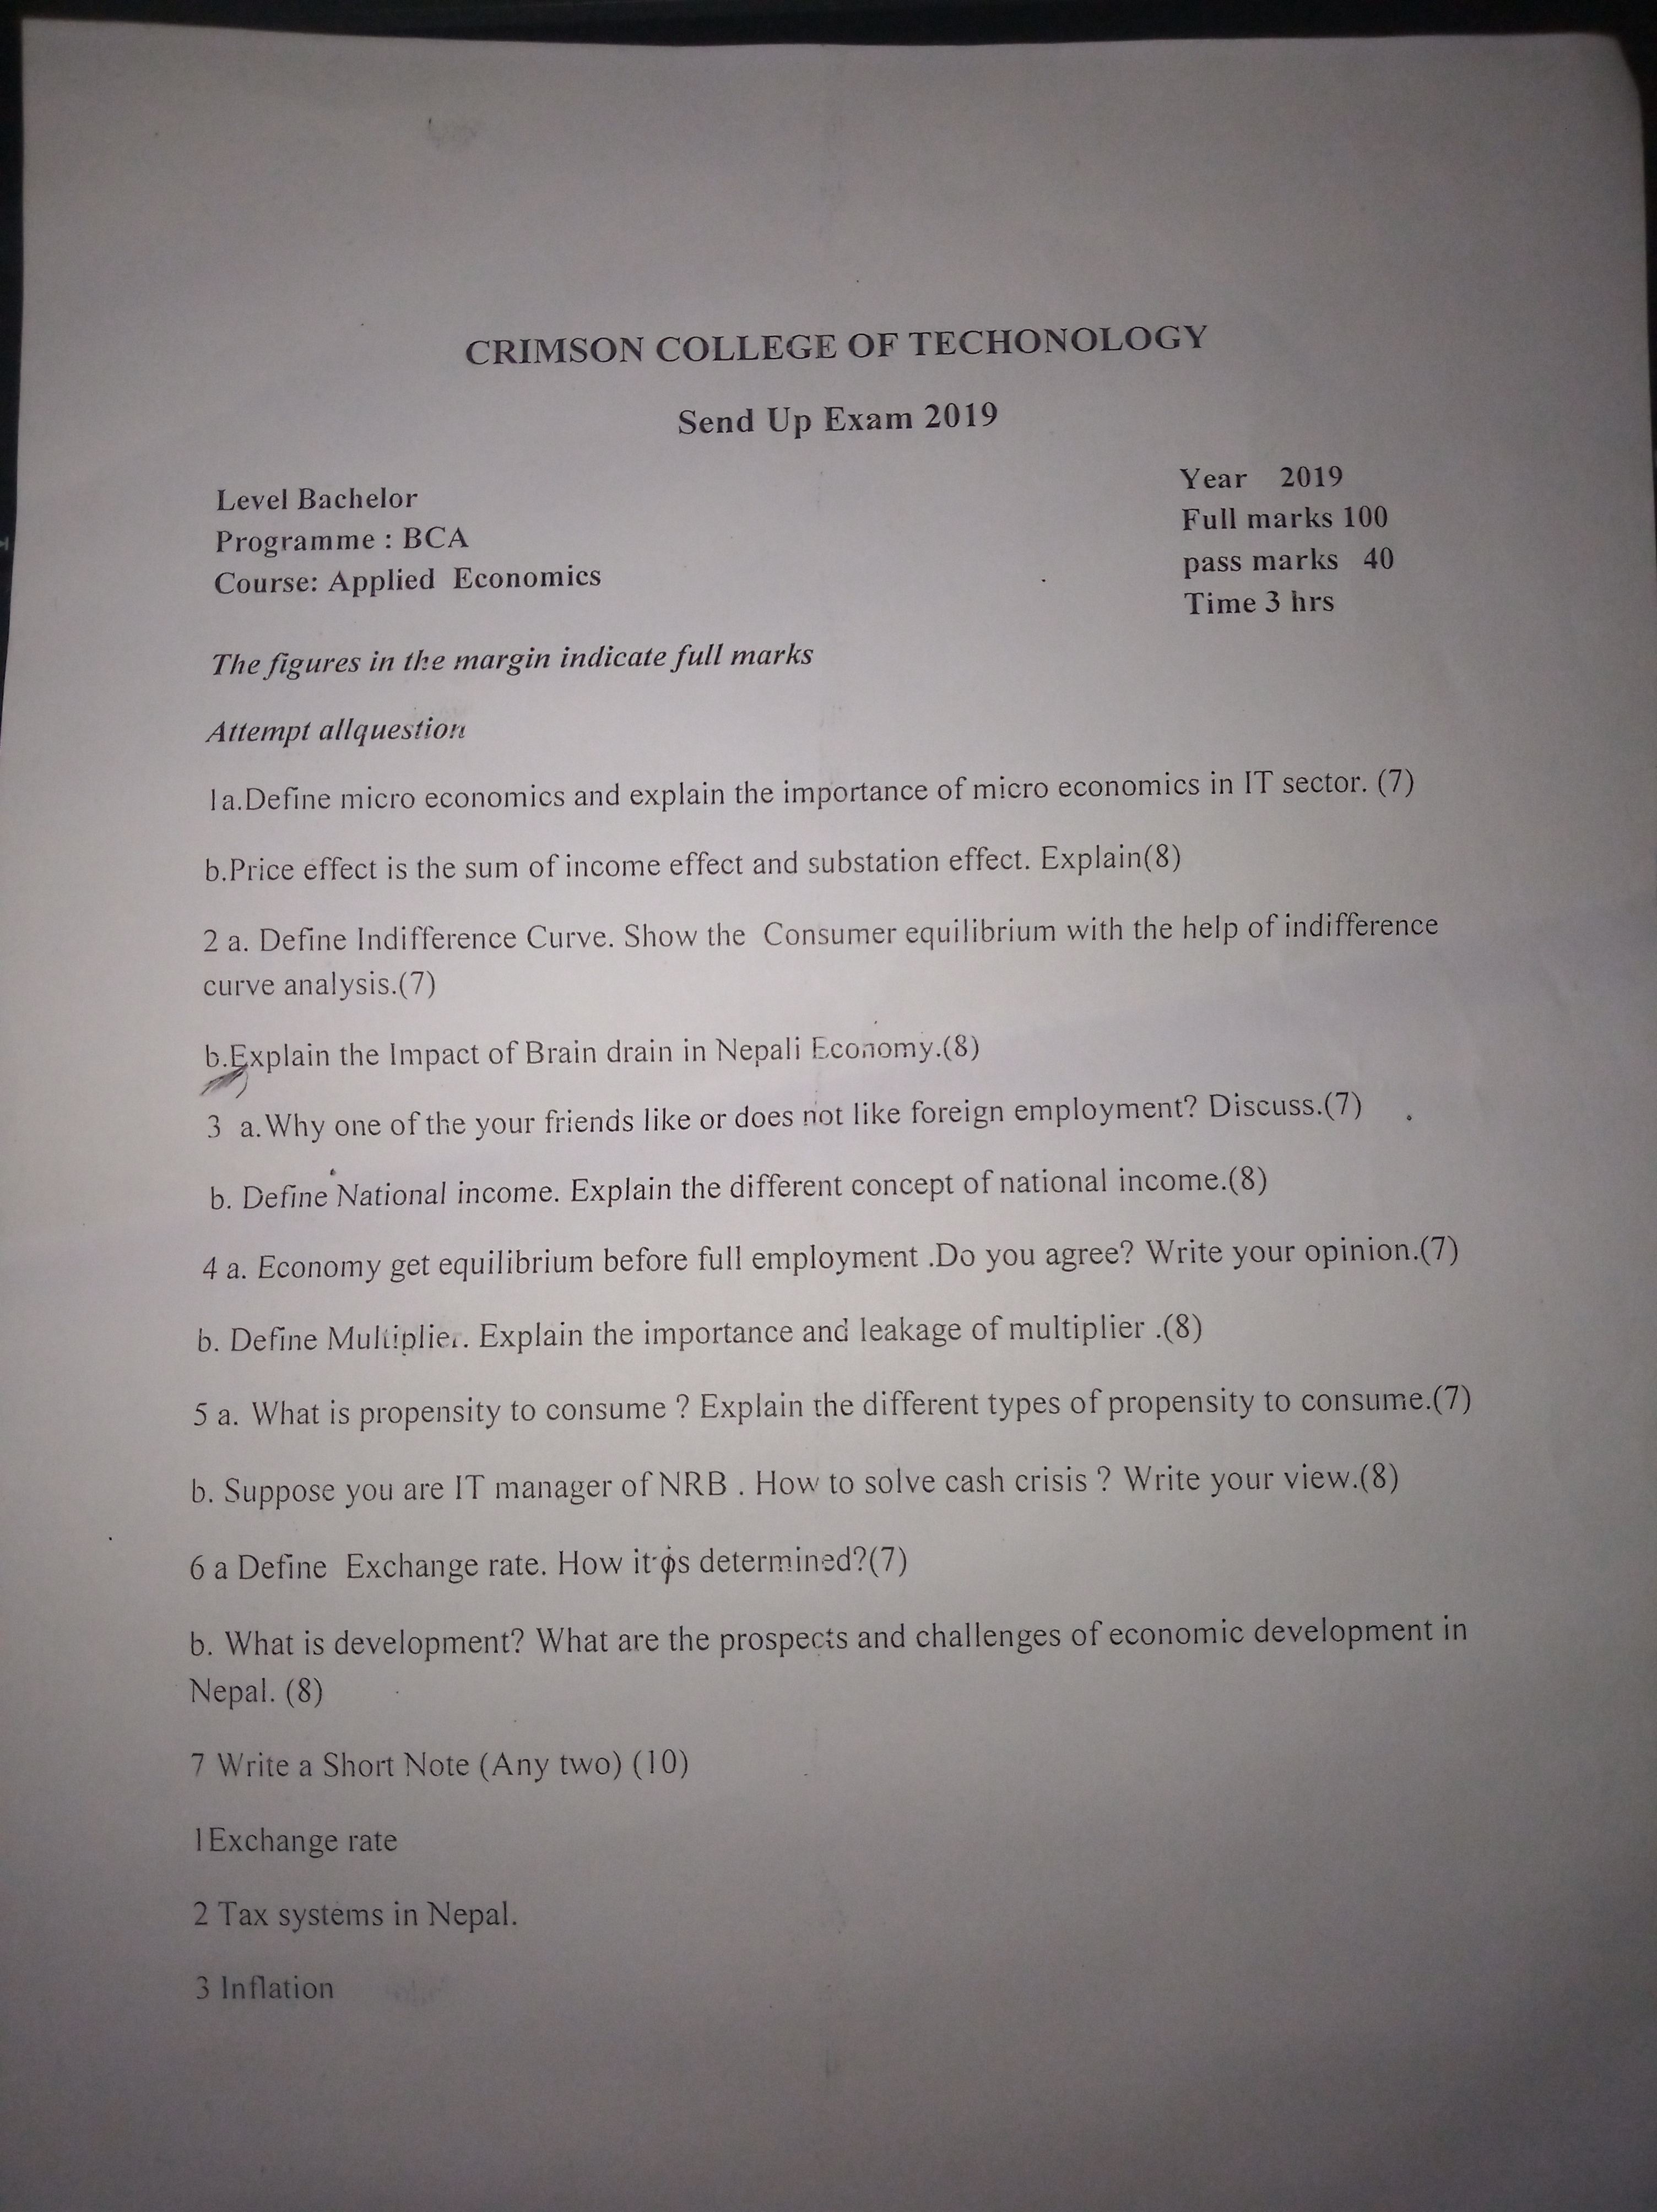 CRIMSON COLLEGE OF TECHONOLOGY
Send Up Exam 2019
Level Bachelor
Programme : BCA
Course: Applied Economics
Year 2019
Full marks 100
pass marks 40
Time 3 hrs
The figures in the margin indicate full marks
Attempt allquestion
1a.Define micro economics and explain the importance of micro economics in IT sector. (7)
b.Price effect is the sum of income effect and substation effect. Explain(8)
2 a. Define Indifference Curve. Show the Consumer equilibrium with the help of indifference
curve analysis.(7)
b.Explain the Impact of Brain drain in Nepali Economy.(8)
3 a.Why one of the your friends like or does not like foreign employment? Discuss.(7)
b. Define National income. Explain the different concept of national income.(8)
4 a. Economy get equilibrium before full employment .Do you agree? Write your opinion.(7)
b. Define Multiplier. Explain the importance and leakage of multiplier .(8)
5 a. What is propensity to consume ? Explain the different types of propensity to consume.(7)
b. Suppose you are IT manager of NRB . How to solve cash crisis ? Write your view.(8)
6 a Define Exchange rate. How it is determined?(7)
b. What is development? What are the prospects and challenges of economic development in
Nepal. (8)
7 Write a Short Note (Any two) (10)
1Exchange rate
2 Tax systems in Nepal.
3 Inflation